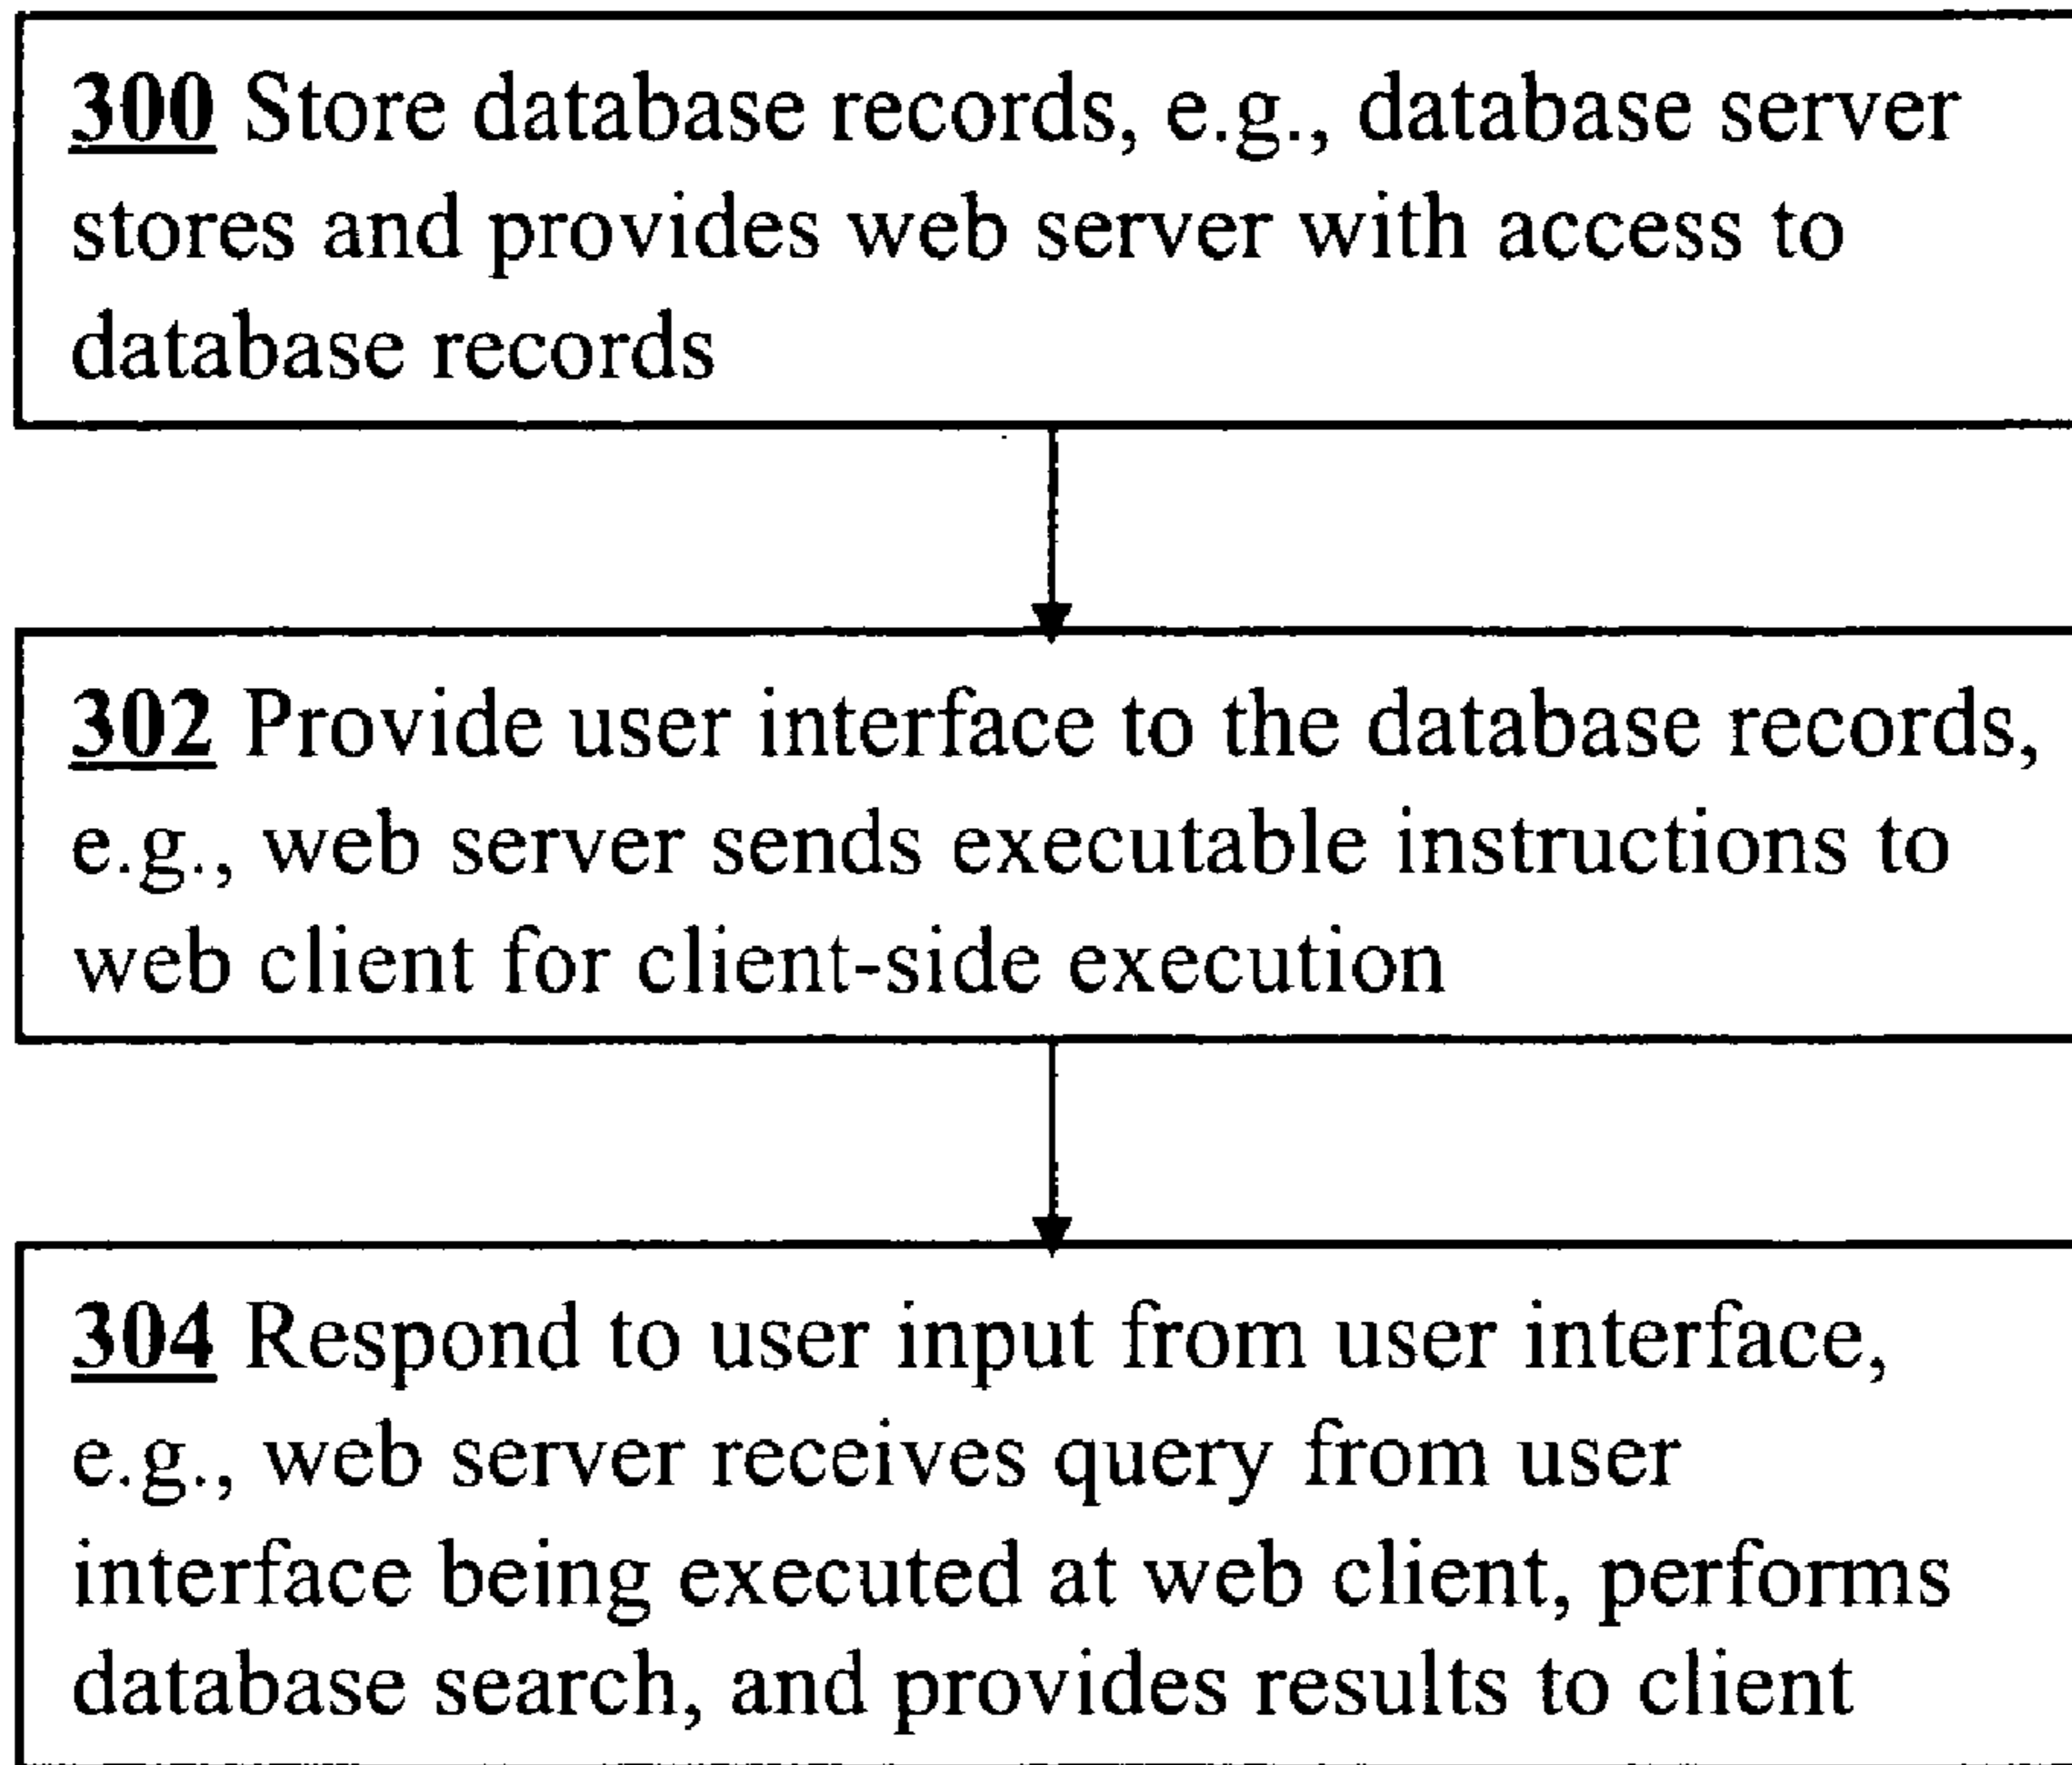 300 Store database records, e.g., database server
stores and provides web server with access to
database records
302 Provide user interface to the database records,
e.g., web server sends executable instructions to
web client for client-side execution
304 Respond to user input from user interface,
e.g., web server receives query from user
interface being executed at web client, performs
database search, and provides results to client